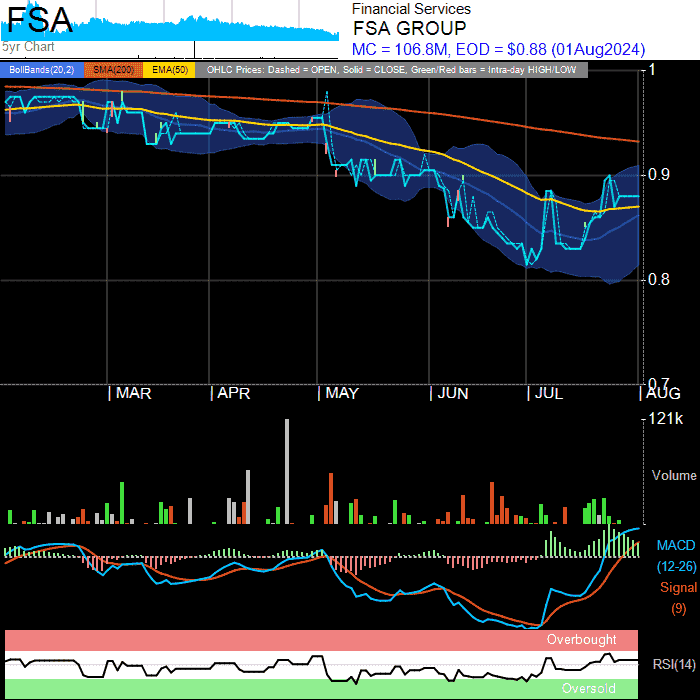 FSA
5yr Chart
Financial Services
FSA GROUP
MC = 106.8M, EOD = $0.88 (01Aug2024)
BollBands(20,2) SMA(200) EMA(50) OHLC Prices: Dashed = OPEN, Solid = CLOSE, Green/Red bars = Intra-day HIGH/LOW
1
0.9
0.8
0.7
MAR APR MAY JUN JUL AUG
121k
Volume
MACD
(12-26)
Signal
(9)
Overbought
RSI(14)
Oversold